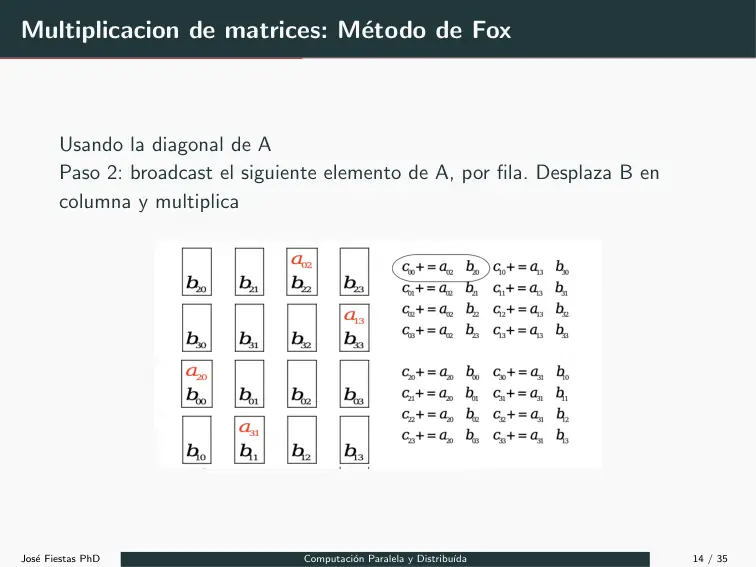 Multiplicacion de matrices: Método de Fox
Usando la diagonal de A
Paso 2: broadcast el siguiente elemento de A, por fila. Desplaza B en
columna y multiplica
a02
b20 b21 b22 b23
a13
b30 b31 b32 b33
a20
b00 b01 b02 b03
a31
b10 b11 b12 b13
c00+=a02 b20 c10+=a13 b30
c01+=a02 b21 c11+=a13 b31
c02+=a02 b22 c12+=a13 b32
c03+=a02 b23 c13+=a13 b33
c20+=a20 b00 c30+=a31 b10
c21+=a20 b01 c31+=a31 b11
c22+=a20 b02 c32+=a31 b12
c23+=a20 b03 c33+=a31 b13
José Fiestas PhD Computación Paralela y Distribuída 14 / 35